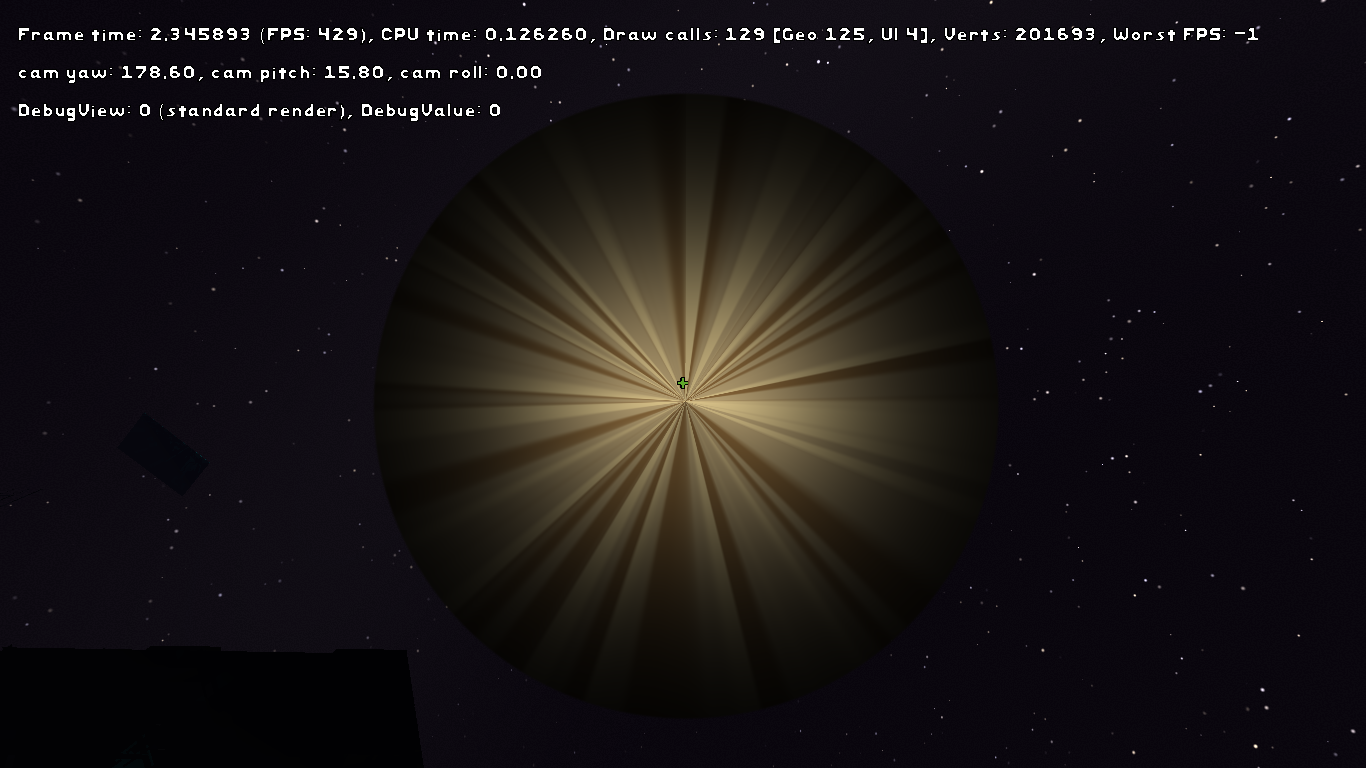 Frame time: 2.345893 (FPS: 429), CPU time: 0.126260, Draw calls: 129 [Geo 125, UI 4], Verts: 201693, Worst FPS: -1
cam yaw: 178.60, cam pitch: 15.80, cam roll: 0.00
DebugView: 0 (standard render), DebugValue: 0